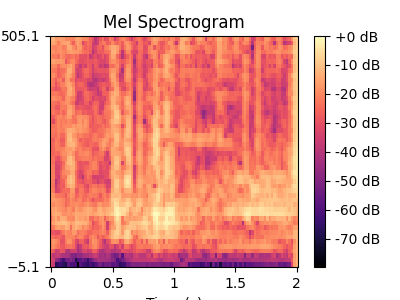 Mel Spectrogram
505.1
-5.1
0
0.5
1
1.5
2
+0 dB
-10 dB
-20 dB
-30 dB
-40 dB
-50 dB
-60 dB
-70 dB